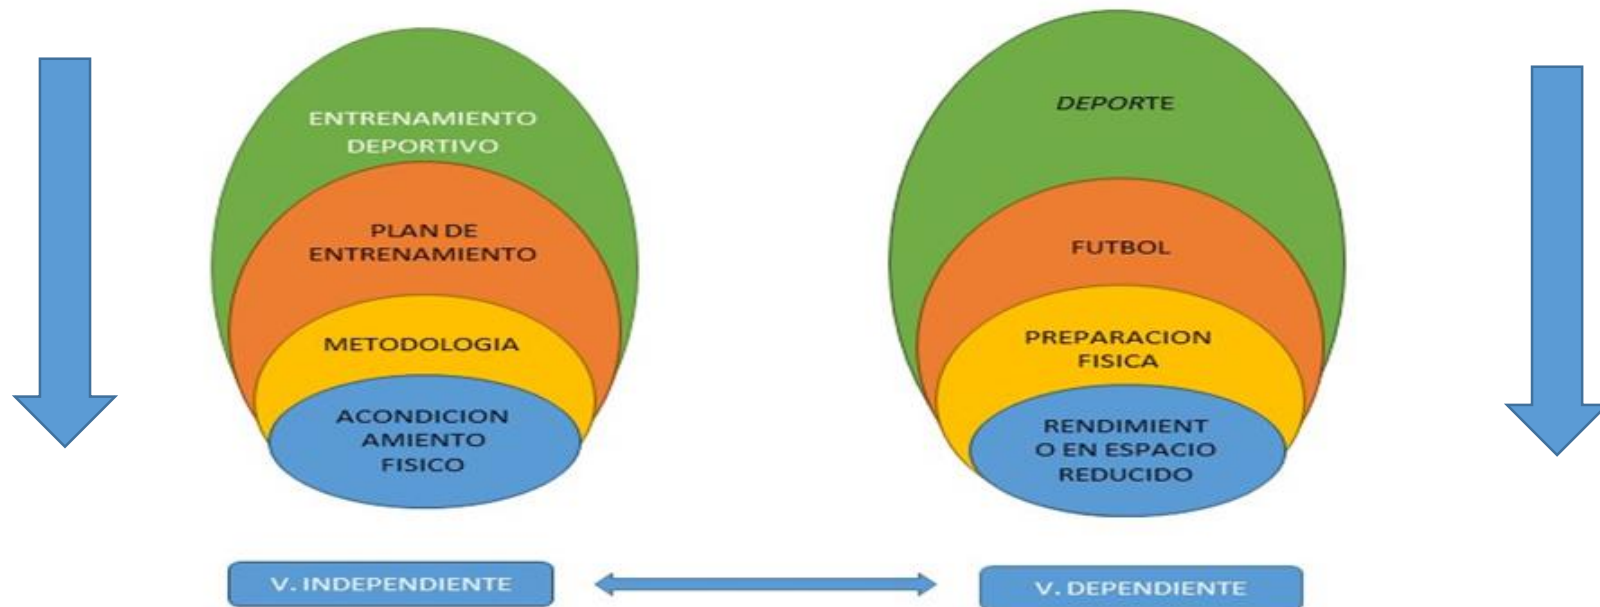 ENTRENAMIENTO
DEPORTIVO
PLAN DE
ENTRENAMIENTO
METODOLOGIA
ACONDICION
AMIENTO
FISICO
V. INDEPENDIENTE
DEPORTE
FUTBOL
PREPARACION
FISICA
RENDIMIENT
O EN ESPACIO
REDUCIDO
V. DEPENDIENTE